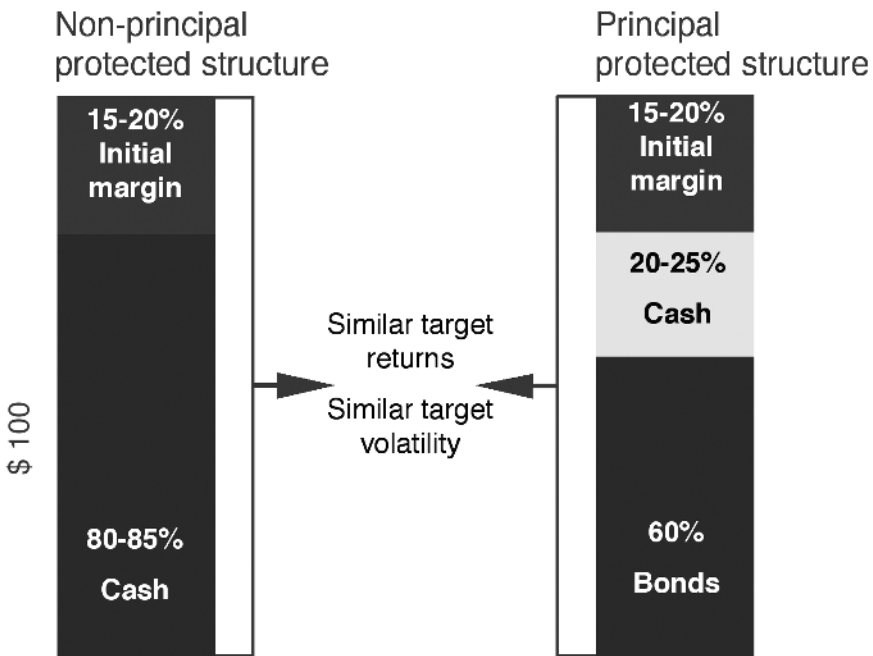 Non-principal
protected structure
Principal
protected structure
15-20%
Initial
margin
80-85%
Cash
$ 100
Similar target
returns
Similar target
volatility
15-20%
Initial
margin
20-25%
Cash
60%
Bonds